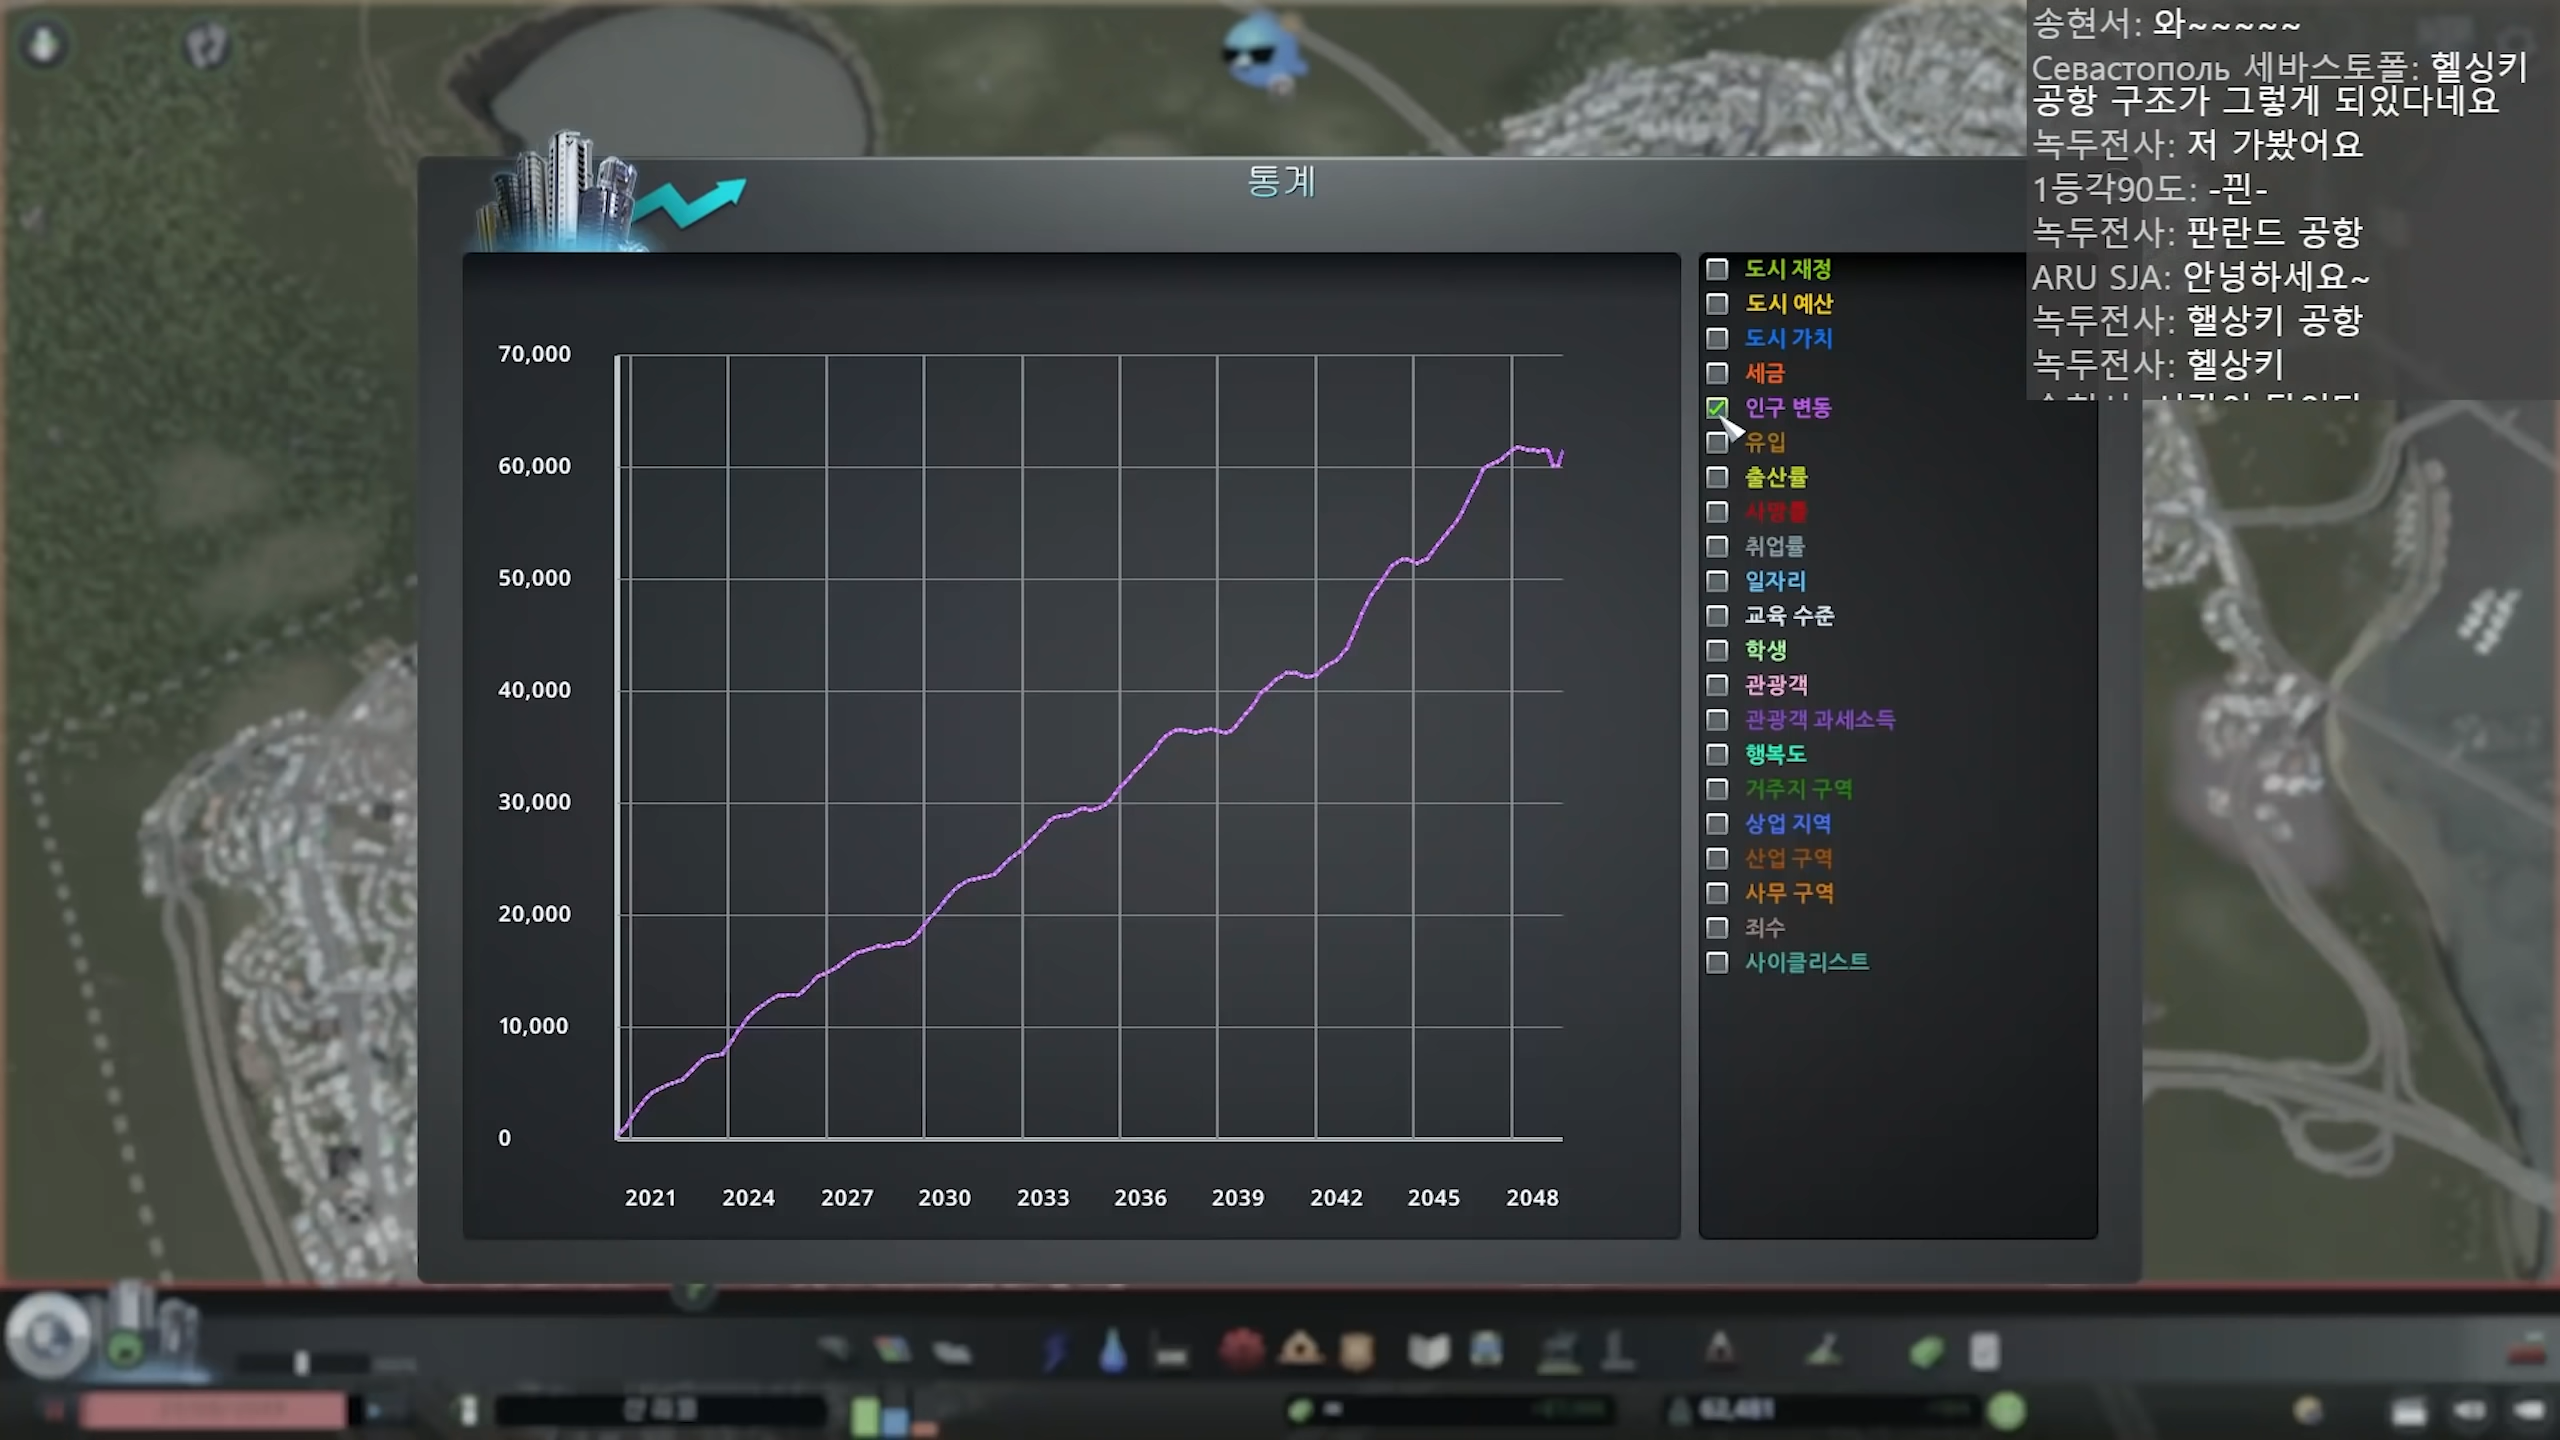 송현서: 와~~~~~
Севастополь 세바스토폴: 헬싱키
공항 구조가 그렇게 되있다네요
녹두전사: 저 가봤어요
1등각90도: -끤-
녹두전사: 판란드 공항
ARU SJA: 안녕하세요~
녹두전사: 핼상키 공항
녹두전사: 헬상키
통계
70,000
60,000
50,000
40,000
30,000
20,000
10,000
0
2021 2024 2027 2030 2033 2036 2039 2042 2045 2048
도시 재정
도시 예산
도시 가치
세금
인구 변동
유입
출산률
사망률
취업률
일자리
교육 수준
학생
관광객
관광객 과세소득
행복도
거주지 구역
상업 지역
산업 구역
사무 구역
죄수
사이클리스트